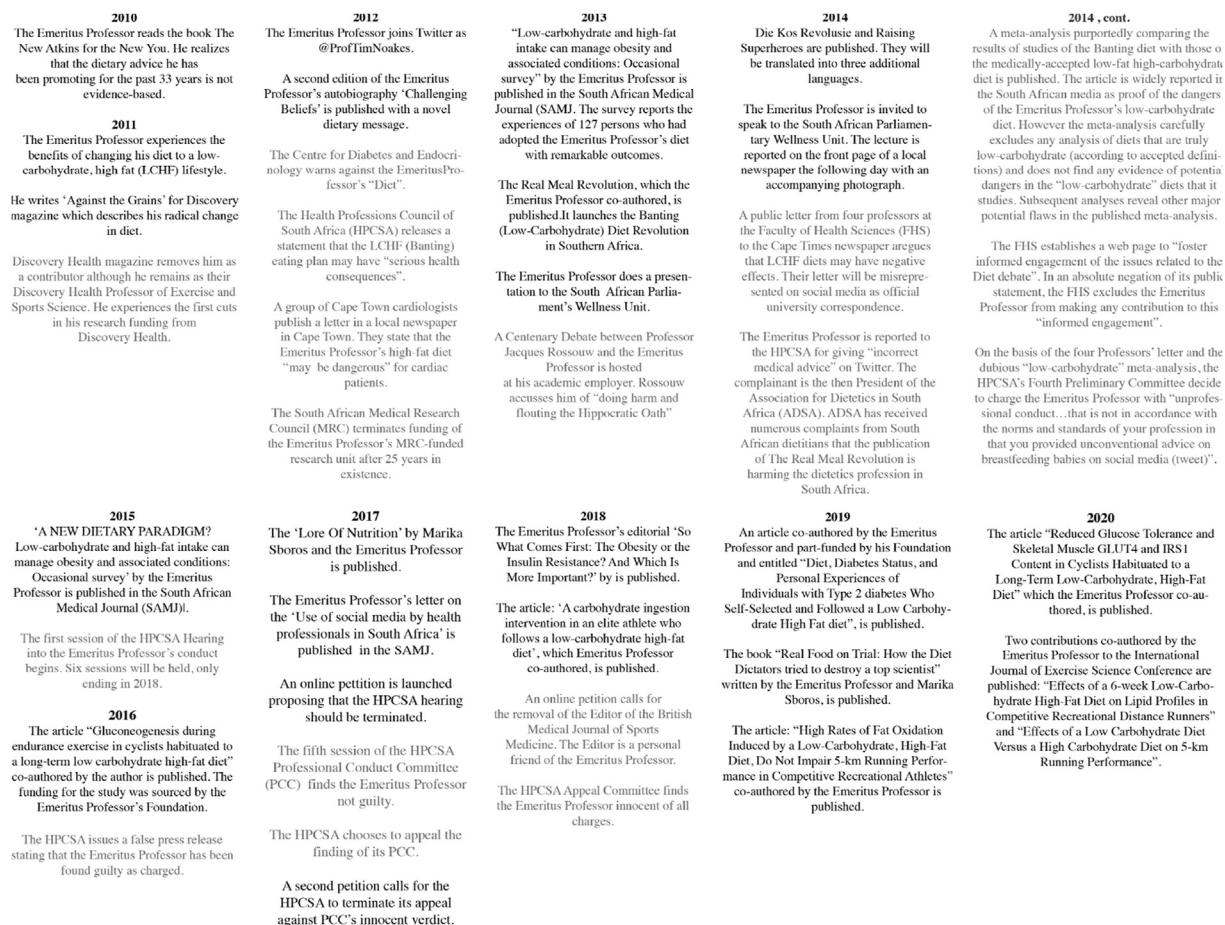 2010
The Emeritus Professor reads the book The
New Atkins for the New You. He realizes
that the dietary advice he has
been promoting for the past 33 years is not
evidence-based.
2011
The Emeritus Professor experiences the
benefits of changing his diet to a low-
carbohydrate, high fat (LCHF) lifestyle.
He writes 'Against the Grains' for Discovery
magazine which describes his radical change
in diet.
Discovery Health magazine removes him as
a contributor although he remains as their
Discovery Health Professor of Exercise and
Sports Science. He experiences the first cuts
in his research funding from
Discovery Health.
2012
The Emeritus Professor joins Twitter as
@ProfTimNoakes.
A second edition of the Emeritus
Professor's autobiography 'Challenging
Beliefs' is published with a novel
dietary message.
The Centre for Diabetes and Endocri-
nology warns against the EmeritusPro-
fessor's "Diet".
The Health Professions Council of
South Africa (HPCSA) releases a
statement that the LCHF (Banting)
eating plan may have "serious health
consequences".
A group of Cape Town cardiologists
publish a letter in a local newspaper
in Cape Town. They state that the
Emeritus Professor's high-fat diet
"may be dangerous" for cardiac
patients.
The South African Medical Research
Council (MRC) terminates funding of
the Emeritus Professor's MRC-funded
research unit after 25 years in
existence.
2013
"Low-carbohydrate and high-fat
intake can manage obesity and
associated conditions: Occasional
survey" by the Emeritus Professor is
published in the South African Medical
Journal (SAMJ. The survey reports the
experiences of 127 persons who had
adopted the Emeritus Professor's diet
with remarkable outcomes.
The Real Meal Revolution, which the
Emeritus Professor co-authored, is
published.It launches the Banting
(Low-Carbohydrate) Diet Revolution
in Southern Africa.
The Emeritus Professor does a presen-
tation to the South African Parlia-
ment's Wellness Unit.
A Centenary Debate between Professor
Jacques Rossouw and the Emeritus
Professor is hosted
at his academic employer. Rossouw
accusses him of "doing harm and
flouting the Hippocratic Oath"
2014
Die Kos Revolusie and Raising
Superheroes are published. They will
be translated into three additional
languages.
The Emeritus Professor is invited to
speak to the South African Parliamen-
tary Wellness Unit. The lecture is
reported on the front page of a local
newspaper the following day with an
accompanying photograph.
A public letter from four professors at
the Faculty of Health Sciences (FHS)
to the Cape Times newspaper aregues
that LCHF diets may have negative
effects. Their letter will be misrepre-
sented on social media as official
university correspondence.
The Emeritus Professor is reported to
the HPCSA for giving "incorrect
medical advice" on Twitter. The
complainant is the then President of the
Association for Dietetics in South
Africa (ADSA). ADSA has received
numerous complaints from South
African dietitians that the publication
of The Real Meal Revolution is
harming the dietetics profession in
South Africa.
2014 , cont.
A meta-analysis purportedly comparing the
results of studies of the Banting diet with those o
the medically-accepted low-fat high-carbohydrate
diet is published. The article is widely reported in
the South African media as proof of the dangers
of the Emeritus Professor's low-carbohydrate
diet. However the meta-analysis carefully
excludes any analysis of diets that are truly
low-carbohydrate (according to accepted defini-
tions) and does not find any evidence of potential
dangers in the "low-carbohydrate" diets that it
studies. Subsequent analyses reveal other major
potential flaws in the published meta-analysis.
The FHS establishes a web page to "foster
informed engagement of the issues related to the
Diet debate". In an absolute negation of its public
statement, the FHS excludes the Emeritus
Professor from making any contribution to this
"informed engagement".
On the basis of the four Professors' letter and the
dubious "low-carbohydrate" meta-analysis, the
HPCSA's Fourth Preliminary Committee decide
to charge the Emeritus Professor with "unprofes-
sional conduct…that is not in accordance with
the norms and standards of your profession in
that you provided unconventional advice on
breastfeeding babies on social media (tweet)".
2015
'A NEW DIETARY PARADIGM?
Low-carbohydrate and high-fat intake can
manage obesity and associated conditions:
Occasional survey' by the Emeritus
Professor is published in the South African
Medical Journal (SAMJ)l.
The first session of the HPCSA Hearing
into the Emeritus Professor's conduct
begins. Six sessions will be held, only
ending in 2018.
2016
The article "Gluconeogenesis during
endurance exercise in cyclists habituated to
a long-term low carbohydrate high-fat diet"
co-authored by the author is published. The
funding for the study was sourced by the
Emeritus Professor's Foundation.
The HPCSA issues a false press release
stating that the Emeritus Professor has been
found guilty as charged.
2017
The 'Lore Of Nutrition' by Marika
Sboros and the Emeritus Professor
is published.
The Emeritus Professor's letter on
the 'Use of social media by health
professionals in South Africa' is
published in the SAMJ.
An online pettition is launched
proposing that the HPCSA hearing
should be terminated.
The fifth session of the HPCSA
Professional Conduct Committee
(PCC) finds the Emeritus Professor
not guilty.
The HPCSA chooses to appeal the
finding of its PCC.
A second petition calls for the
HPCSA to terminate its appeal
against PCC's innocent verdict.
2018
The Emeritus Professor's editorial 'So
What Comes First: The Obesity or the
Insulin Resistance? And Which Is
More Important?' by is published.
The article: 'A carbohydrate ingestion
intervention in an elite athlete who
follows a low-carbohydrate high-fat
diet', which Emeritus Professor
co-authored, is published.
An online petition calls for
the removal of the Editor of the British
Medical Journal of Sports
Medicine. The Editor is a personal
friend of the Emeritus Professor.
The HPCSA Appeal Committee finds
the Emeritus Professor innocent of all
charges.
2019
An article co-authored by the Emeritus
Professor and part-funded by his Foundation
and entitled "Diet, Diabetes Status, and
Personal Experiences of
Individuals with Type 2 diabetes Who
Self-Selected and Followed a Low Carbohy-
drate High Fat diet", is published.
The book "Real Food on Trial: How the Diet
Dictators tried to destroy a top scientist"
written by the Emeritus Professor and Marika
Sboros, is published.
The article: "High Rates of Fat Oxidation
Induced by a Low-Carbohydrate, High-Fat
Diet, Do Not Impair 5-km Running Perfor-
mance in Competitive Recreational Athletes"
co-authored by the Emeritus Professor is
published.
2020
The article "Reduced Glucose Tolerance and
Skeletal Muscle GLUT4 and IRS1
Content in Cyclists Habituated to a
Long-Term Low-Carbohydrate, High-Fat
Diet" which the Emeritus Professor co-au-
thored, is published.
Two contributions co-authored by the
Emeritus Professor to the International
Journal of Exercise Science Conference are
published: "Effects of a 6-week Low-Carbo-
hydrate High-Fat Diet on Lipid Profiles in
Competitive Recreational Distance Runners"
and "Effects of a Low Carbohydrate Diet
Versus a High Carbohydrate Diet on 5-km
Running Performance".